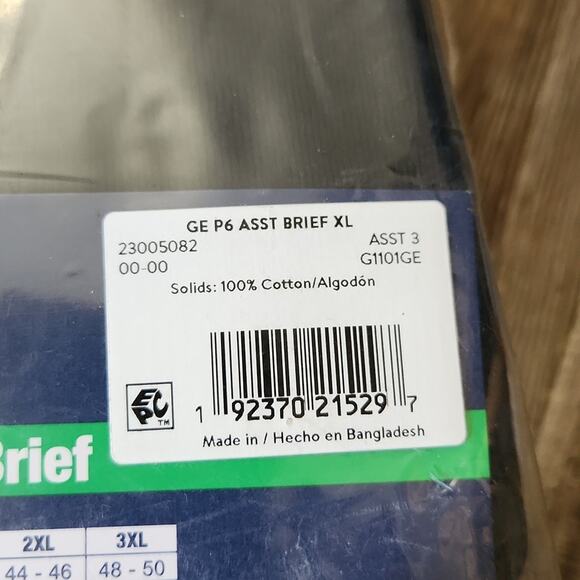 GE P6 ASST BRIEF XL
23005082 ASST 3
00-00 G1101GE
Solids: 100% Cotton/Algodón
EPC TM
1 92370 21529 7
Made in / Hecho en Bangladesh
Brief
2XL 3XL
44 - 46 48 - 50